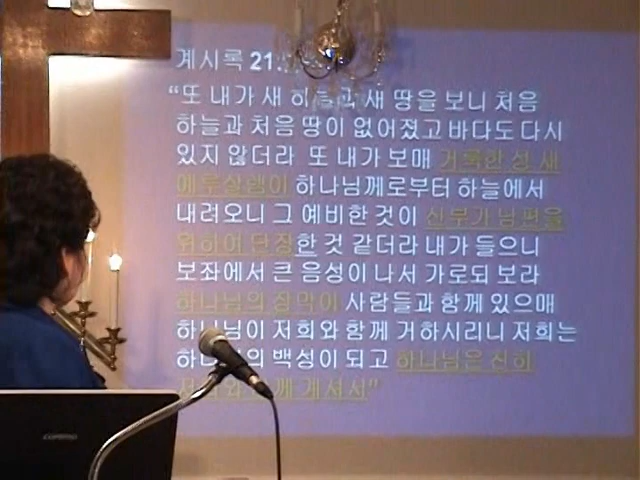 계시록 21:
“또 내가 새 하늘과 새 땅을 보니 처음
하늘과 처음 땅이 없어졌고 바다도 다시
있지 않더라 또 내가 보매 거룩한 성 새
예루살렘이 하나님께로부터 하늘에서
내려오니 그 예비한 것이 신부가 남편을
위하여 단장한 것 같더라 내가 들으니
보좌에서 큰 음성이 나서 가로되 보라
하나님의 장막이 사람들과 함께 있으매
하나님이 저희와 함께 거하시리니 저희는
하나님의 백성이 되고 하나님은 친히
저희와 함께 계셔서”